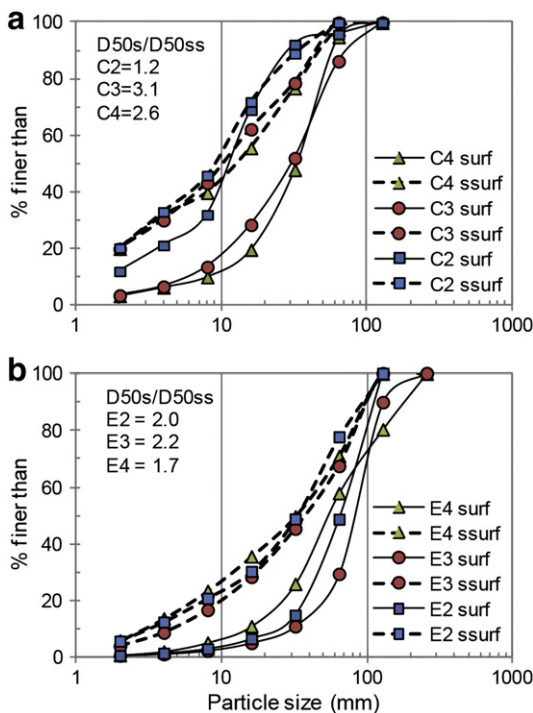 a
100
80
60
40
20
0
% finer than
D50s/D50ss
C2=1.2
C3=3.1
C4=2.6
C4 surf
C4 ssurf
C3 surf
C3 ssurf
C2 surf
C2 ssurf
1 10 100 1000
b
100
80
60
40
20
0
% finer than
D50s/D50ss
E2 = 2.0
E3 = 2.2
E4 = 1.7
E4 surf
E4 ssurf
E3 surf
E3 ssurf
E2 surf
E2 ssurf
1 10 100 1000
Particle size (mm)